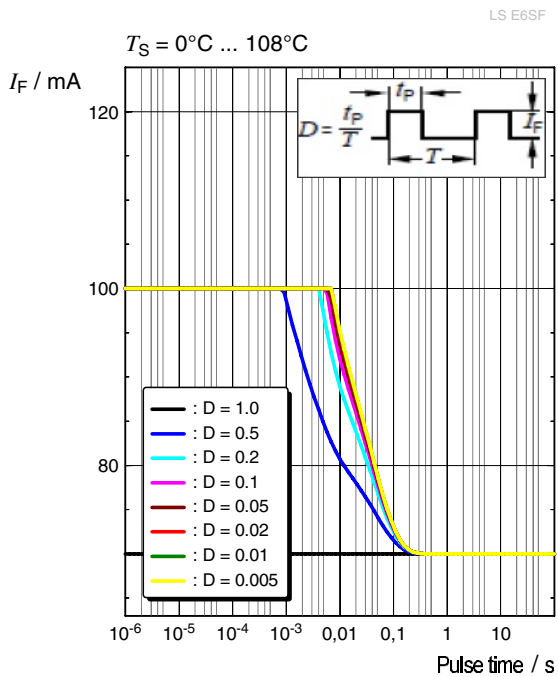 LS E6SF
T_S = 0°C ... 108°C
I_F / mA
120
100
80
t_P
D = t_P/T
I_F
T
: D = 1.0
: D = 0.5
: D = 0.2
: D = 0.1
: D = 0.05
: D = 0.02
: D = 0.01
: D = 0.005
10^-6 10^-5 10^-4 10^-3 0,01 0,1 1 10
Pulse time / s